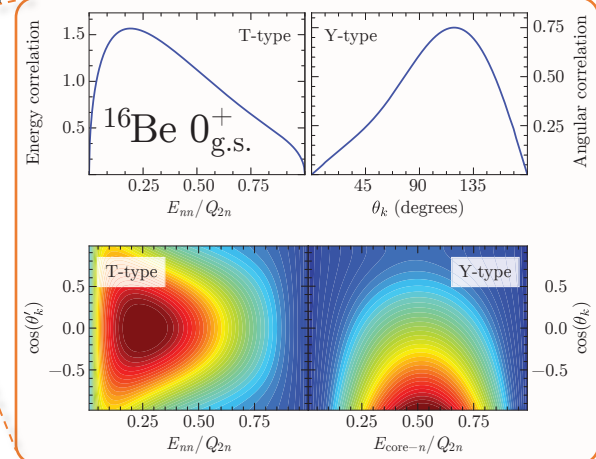 Energy correlation
1.5
1.0
0.5
T-type
¹⁶Be 0⁺g.s.
0.25 0.50 0.75
Eₙₙ/Q₂ₙ
Y-type
0.75
0.50
0.25
Angular correlation
45 90 135
θₖ (degrees)
cos(θ′ₖ)
0.5
0.0
−0.5
T-type
0.25 0.50 0.75
Eₙₙ/Q₂ₙ
Y-type
0.5
0.0
−0.5
cos(θₖ)
0.25 0.50 0.75
E_core−n/Q₂ₙ